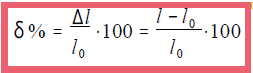 δ% = Δl/l₀ · 100 = (l – l₀)/l₀ · 100